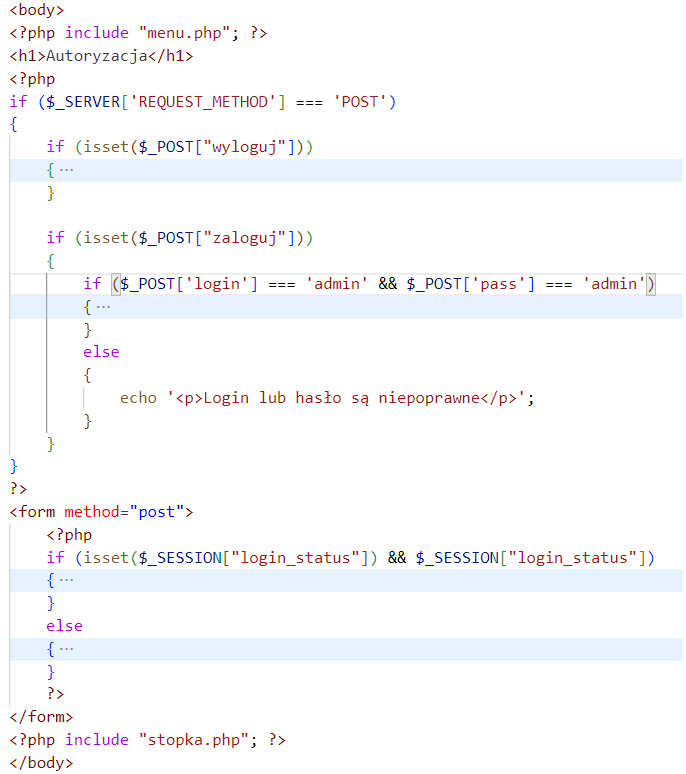 <body>
<?php include "menu.php"; ?>
<h1>Autoryzacja</h1>
<?php
if ($_SERVER['REQUEST_METHOD'] === 'POST')
{
    if (isset($_POST["wyloguj"]))
    { ···
    }

    if (isset($_POST["zaloguj"]))
    {
        if ($_POST['login'] === 'admin' && $_POST['pass'] === 'admin')
        { ···
        }
        else
        {
            echo '<p>Login lub hasło są niepoprawne</p>';
        }
    }
}
?>
<form method="post">
    <?php
    if (isset($_SESSION["login_status"]) && $_SESSION["login_status"])
    { ···
    }
    else
    { ···
    }
    ?>
</form>
<?php include "stopka.php"; ?>
</body>